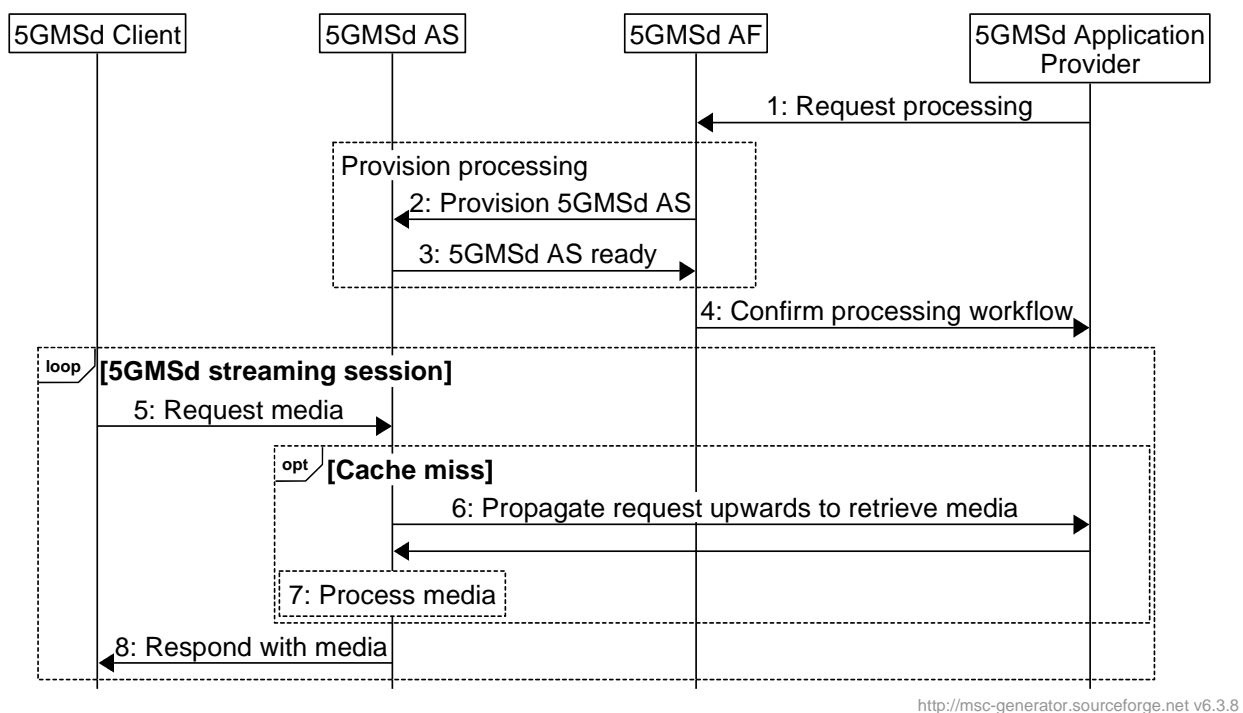 5GMSd Client
5GMSd AS
5GMSd AF
5GMSd Application
Provider
1: Request processing
Provision processing
2: Provision 5GMSd AS
3: 5GMSd AS ready
4: Confirm processing workflow
loop
[5GMSd streaming session]
5: Request media
opt
[Cache miss]
6: Propagate request upwards to retrieve media
7: Process media
8: Respond with media
http://msc-generator.sourceforge.net v6.3.8